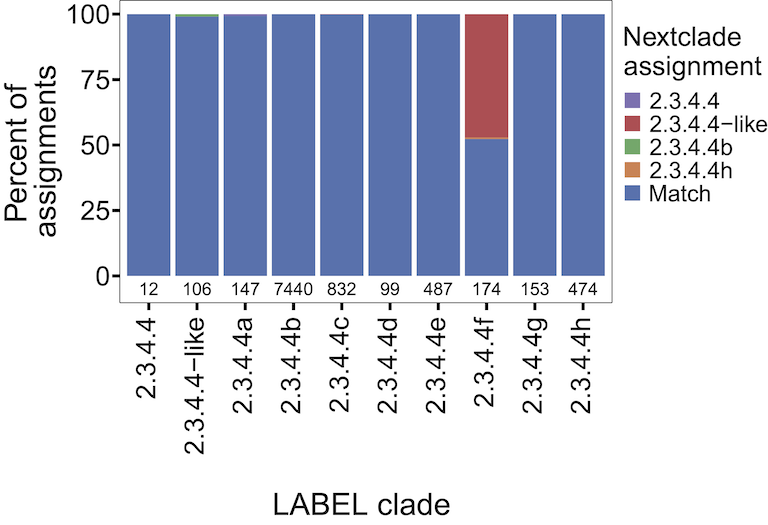 Percent of
assignments
100
75
50
25
0
12 106 147 7440 832 99 487 174 153 474
2.3.4.4
2.3.4.4−like
2.3.4.4a
2.3.4.4b
2.3.4.4c
2.3.4.4d
2.3.4.4e
2.3.4.4f
2.3.4.4g
2.3.4.4h
LABEL clade
Nextclade
assignment
2.3.4.4
2.3.4.4−like
2.3.4.4b
2.3.4.4h
Match